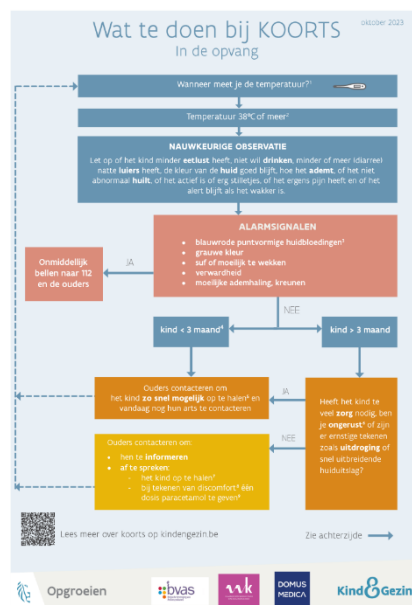 oktober 2023
Wat te doen bij KOORTS
In de opvang
Wanneer meet je de temperatuur?¹
Temperatuur 38°C of meer²
NAUWKEURIGE OBSERVATIE
Let op of het kind minder eetlust heeft, niet wil drinken, minder of meer (diarree)
natte luiers heeft, de kleur van de huid goed blijft, hoe het ademt, of het niet
abnormaal huilt, of het actief is of erg stilletjes, of het ergens pijn heeft en of het
alert blijft als het wakker is.
ALARMSIGNALEN
• blauwrode puntvormige huidbloedingen³
• grauwe kleur
• suf of moeilijk te wekken
• verwardheid
• moeilijke ademhaling, kreunen
JA
Onmiddellijk
bellen naar 112
en de ouders
NEE
kind < 3 maand⁴
kind > 3 maand
Ouders contacteren om
het kind zo snel mogelijk op te halen⁵ en
vandaag nog hun arts te contacteren
JA
Heeft het kind te
veel zorg nodig, ben
je ongerust⁶ of zijn
er ernstige tekenen
zoals uitdroging of
snel uitbreidende
huiduitslag?
NEE
Ouders contacteren om:
• hen te informeren
• af te spreken:
- het kind op te halen⁷
- bij tekenen van discomfort⁸ één
dosis paracetamol te geven⁹
Lees meer over koorts op kindengezin.be
Zie achterzijde
Opgroeien
bvas
vvk
DOMUS
MEDICA
Kind & Gezin